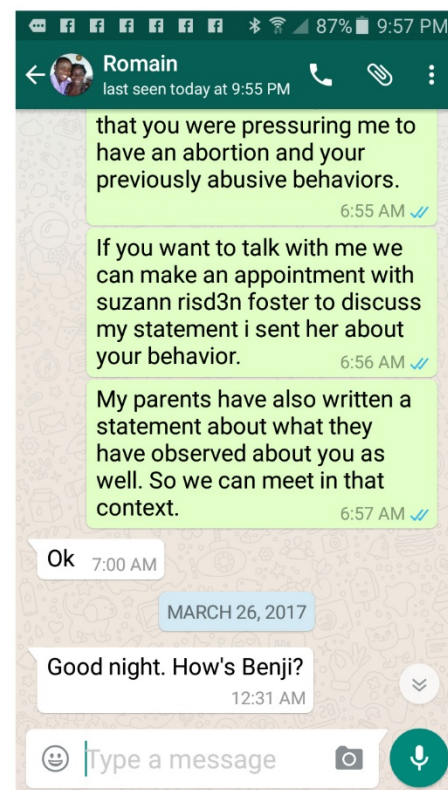 87% 9:57 PM
Romain
last seen today at 9:55 PM
that you were pressuring me to
have an abortion and your
previously abusive behaviors.
6:55 AM
If you want to talk with me we
can make an appointment with
suzann risd3n foster to discuss
my statement i sent her about
your behavior.
6:56 AM
My parents have also written a
statement about what they
have observed about you as
well. So we can meet in that
context.
6:57 AM
Ok 7:00 AM
MARCH 26, 2017
Good night. How's Benji?
12:31 AM
Type a message